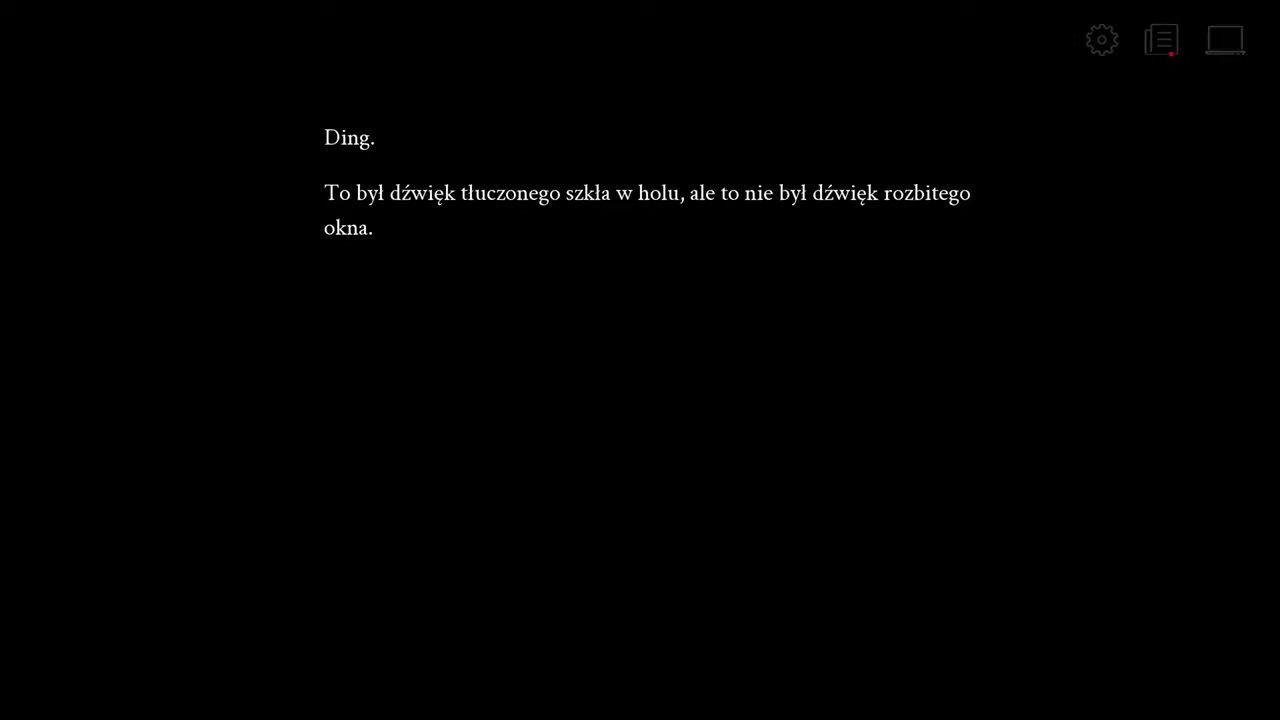 Ding.
To był dźwięk tłuczonego szkła w holu, ale to nie był dźwięk rozbitego
okna.